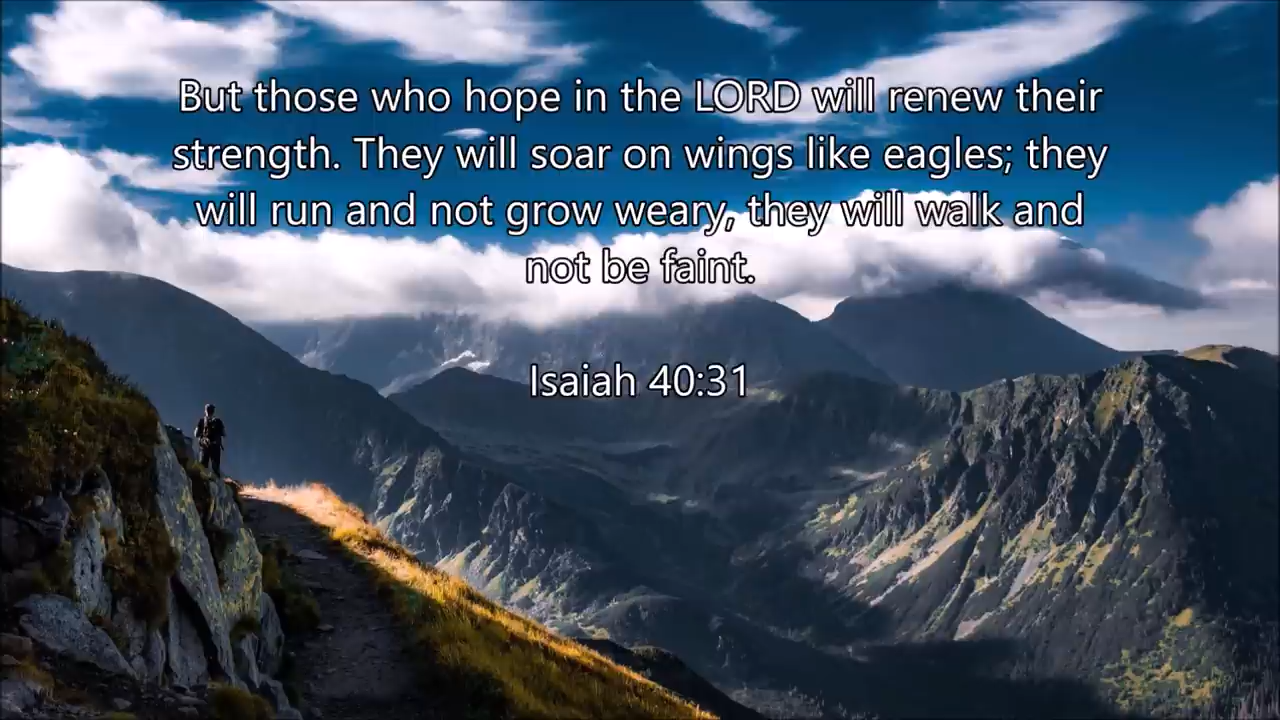 But those who hope in the LORD will renew their
strength. They will soar on wings like eagles; they
will run and not grow weary, they will walk and
not be faint.
Isaiah 40:31